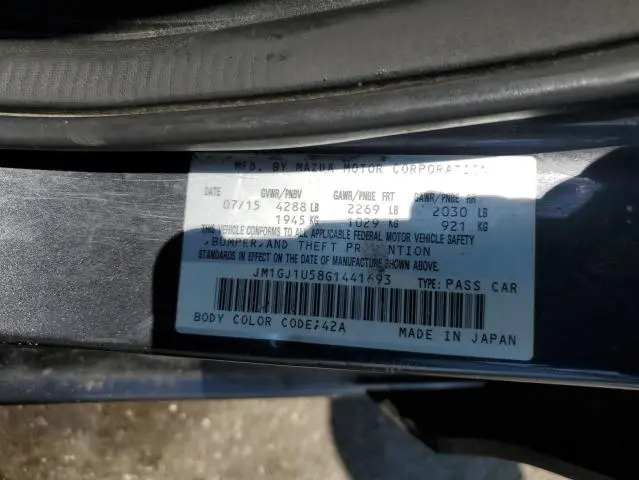 MFD. BY MAZDA MOTOR CORPORATION
DATE GVWR/PNBV GAWR/PNBE FRT GAWR/PNBE RR
07/15 4288 LB 2269 LB 2030 LB
1945 KG 1029 KG 921 KG
THIS VEHICLE CONFORMS TO ALL APPLICABLE FEDERAL MOTOR VEHICLE SAFETY
,BUMPER,AND THEFT PREVENTION
STANDARDS IN EFFECT ON THE DATE OF MANUFACTURE SHOWN ABOVE.
JM1GJ1U58G1441693 TYPE: PASS CAR
BODY COLOR CODE:42A MADE IN JAPAN